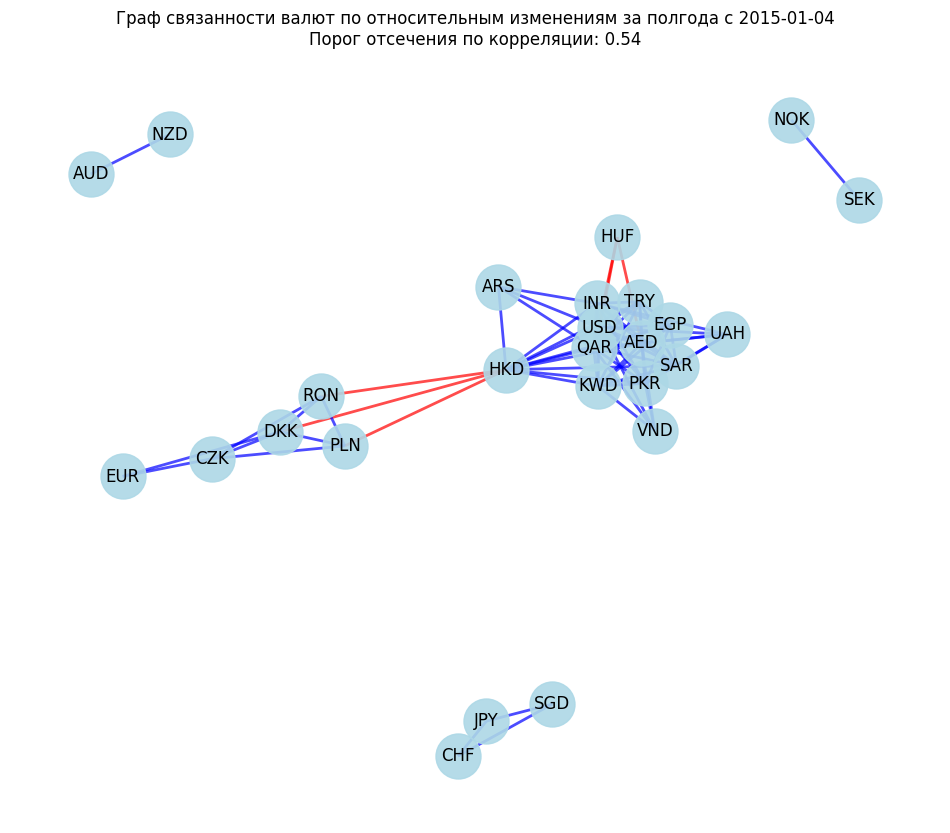 Граф связанности валют по относительным изменениям за полгода с 2015-01-04
Порог отсечения по корреляции: 0.54
NOK
NZD
AUD
SEK
HUF
ARS
INR
TRY
USD
EGP
UAH
QAR
AED
HKD
SAR
KWD
PKR
RON
DKK
VND
PLN
CZK
EUR
SGD
JPY
CHF